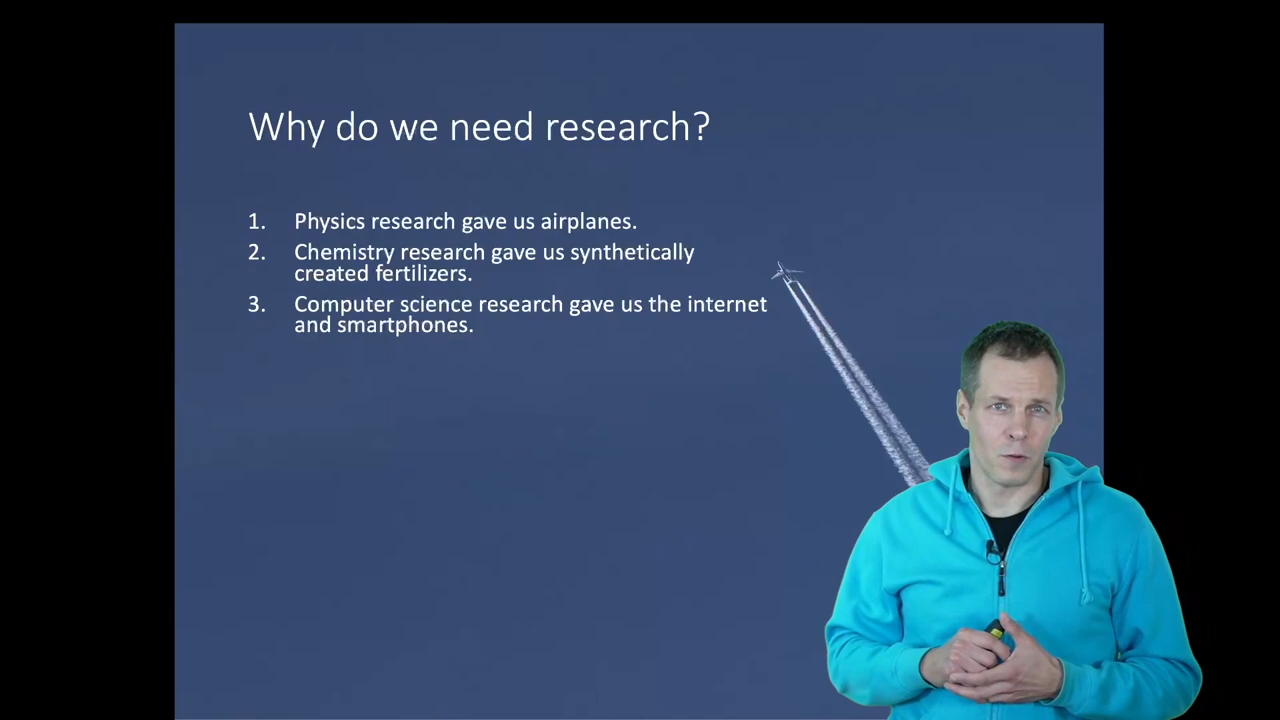 Why do we need research?
1. Physics research gave us airplanes.
2. Chemistry research gave us synthetically
created fertilizers.
3. Computer science research gave us the internet
and smartphones.